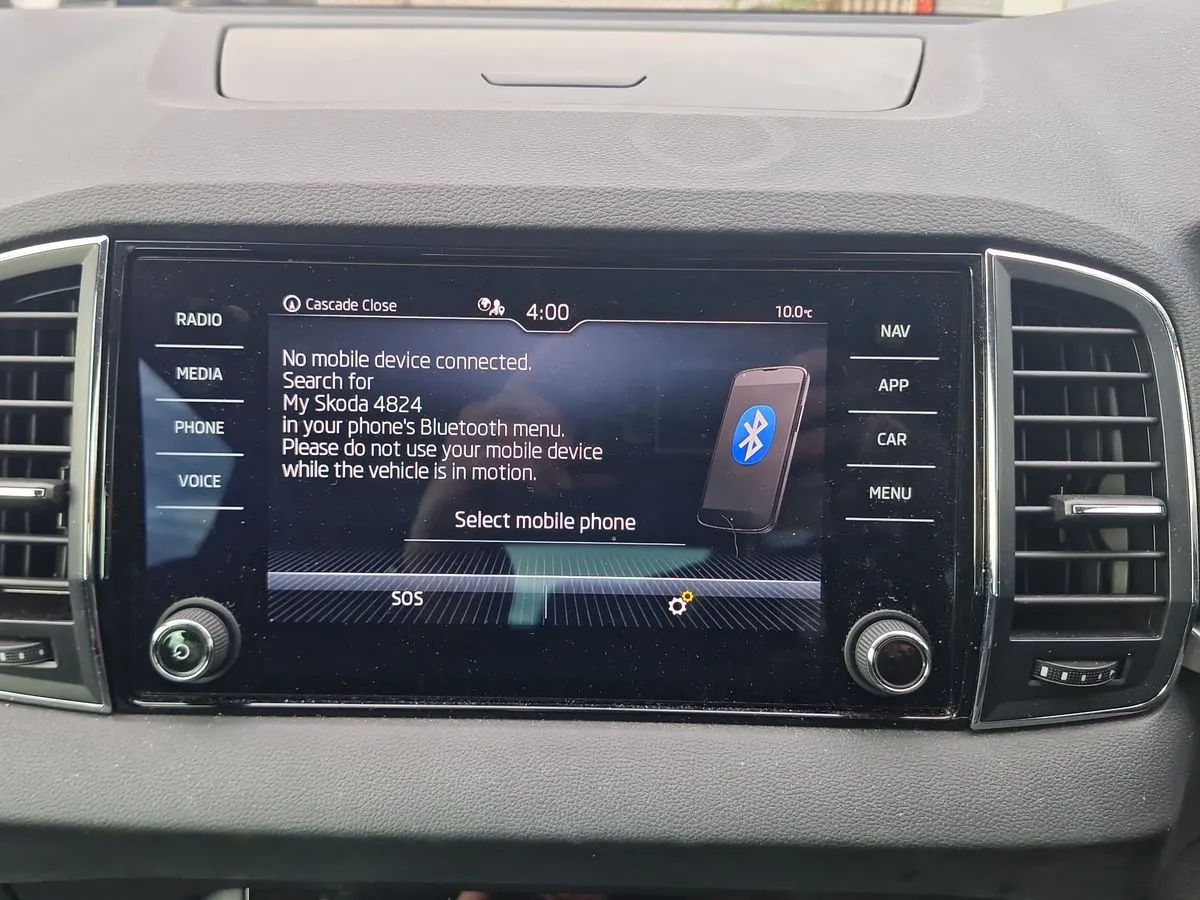 Cascade Close
4:00
10.0°C
RADIO
MEDIA
PHONE
VOICE
No mobile device connected.
Search for
My Skoda 4824
in your phone's Bluetooth menu.
Please do not use your mobile device
while the vehicle is in motion.
Select mobile phone
SOS
NAV
APP
CAR
MENU